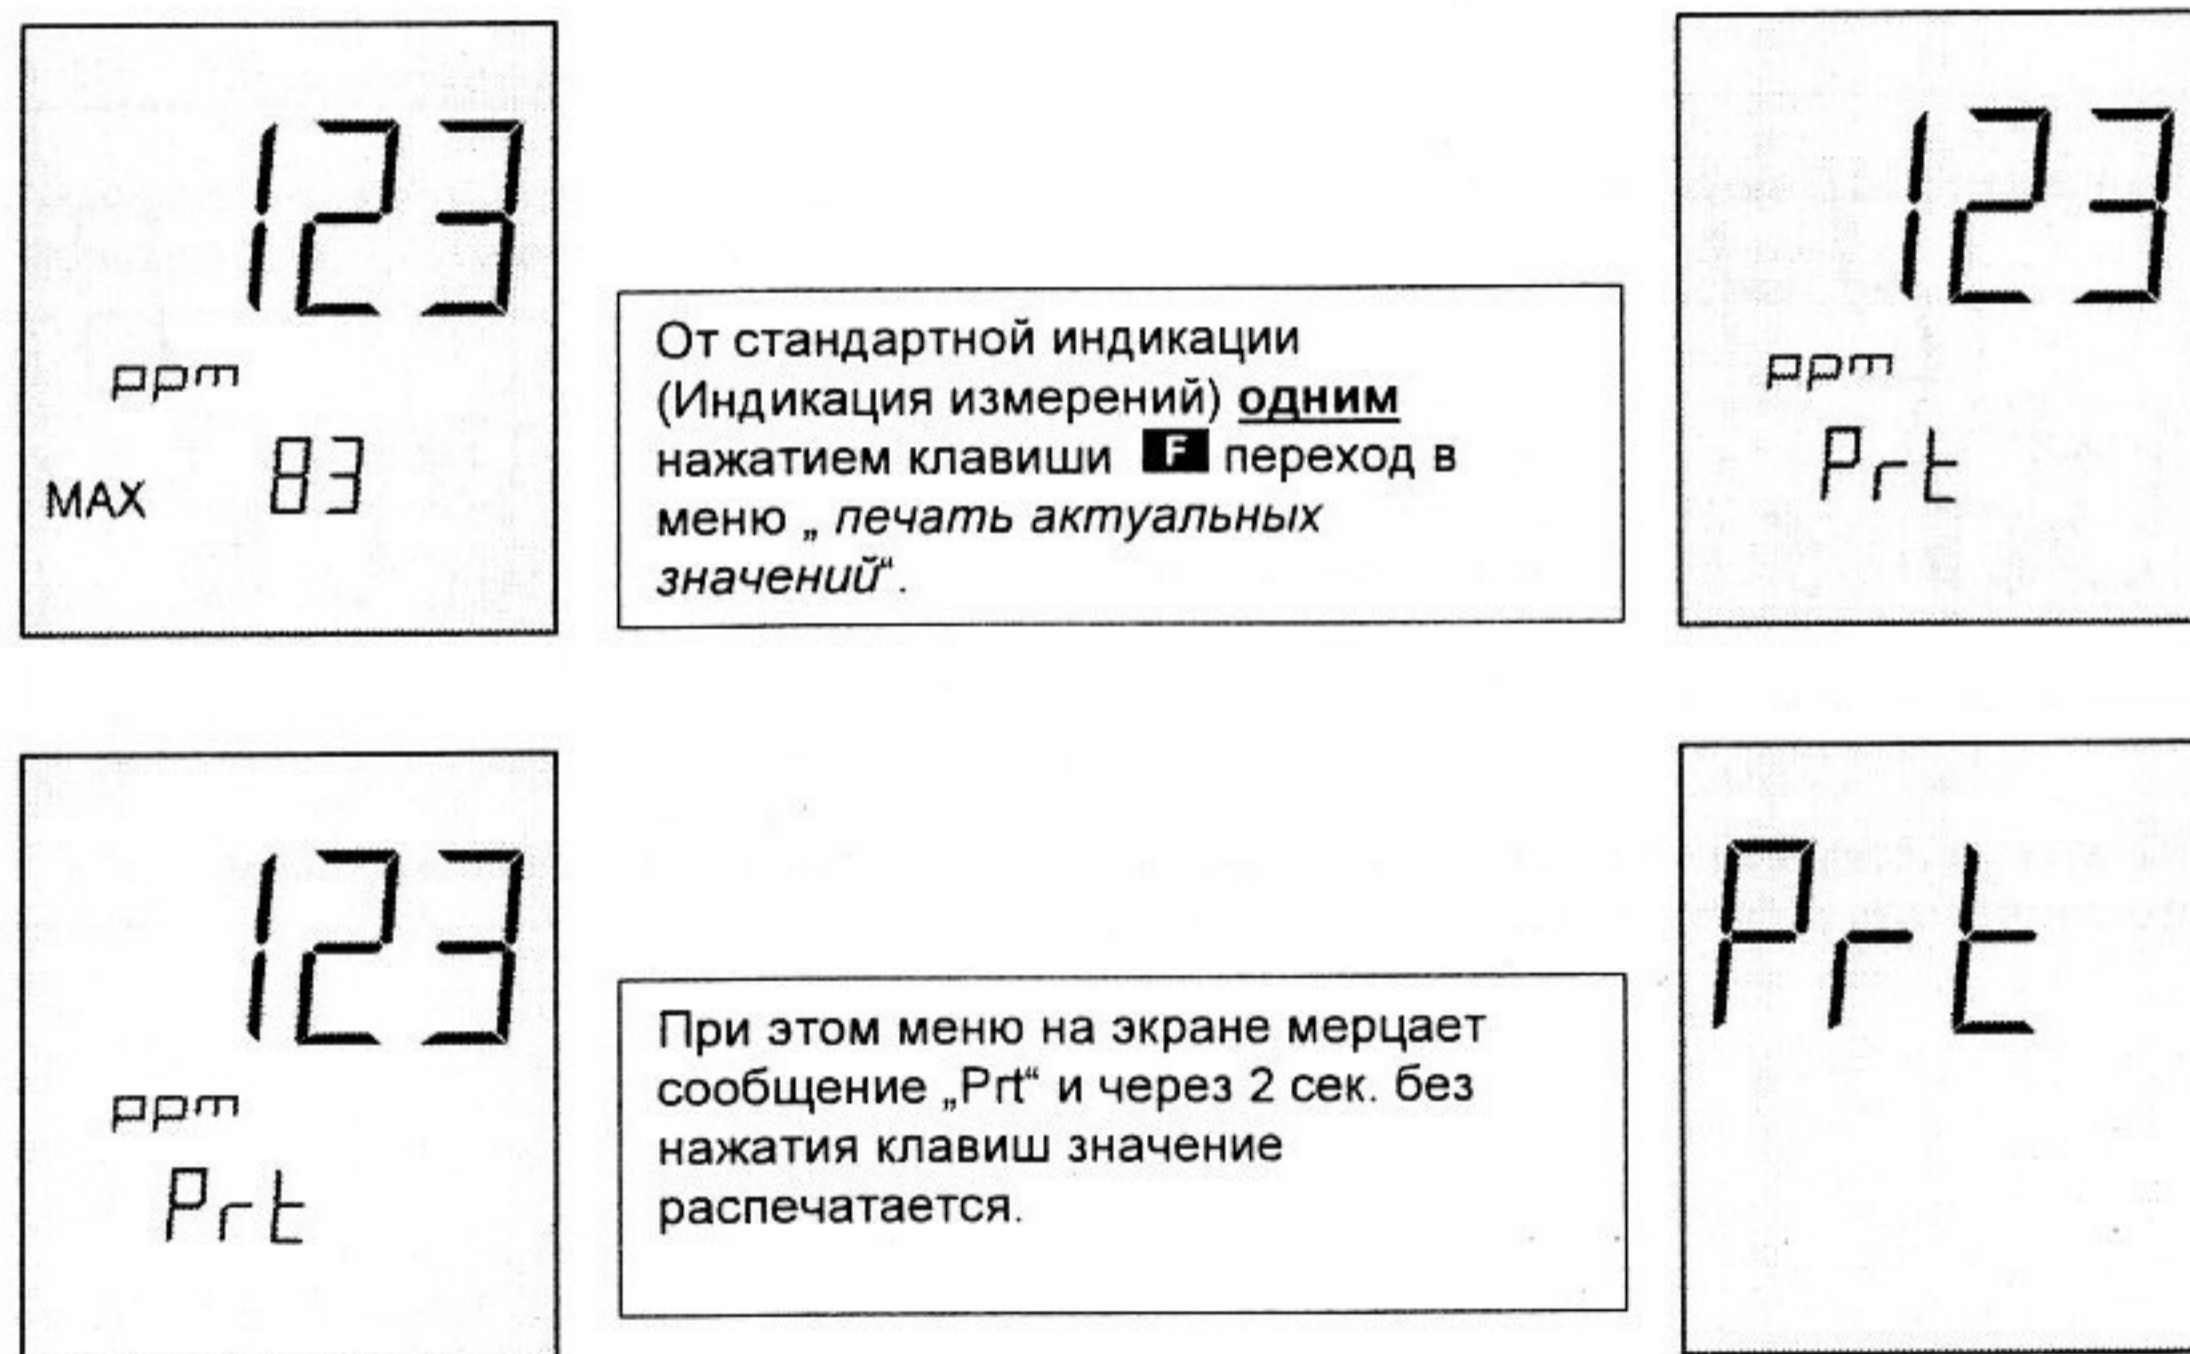 123
ppm
MAX 83
От стандартной индикации
(Индикация измерений) одним
нажатием клавиши F переход в
меню „ печать актуальных
значений“.
123
ppm
Prt
123
ppm
Prt
При этом меню на экране мерцает
сообщение „Prt“ и через 2 сек. без
нажатия клавиш значение
распечатается.
Prt